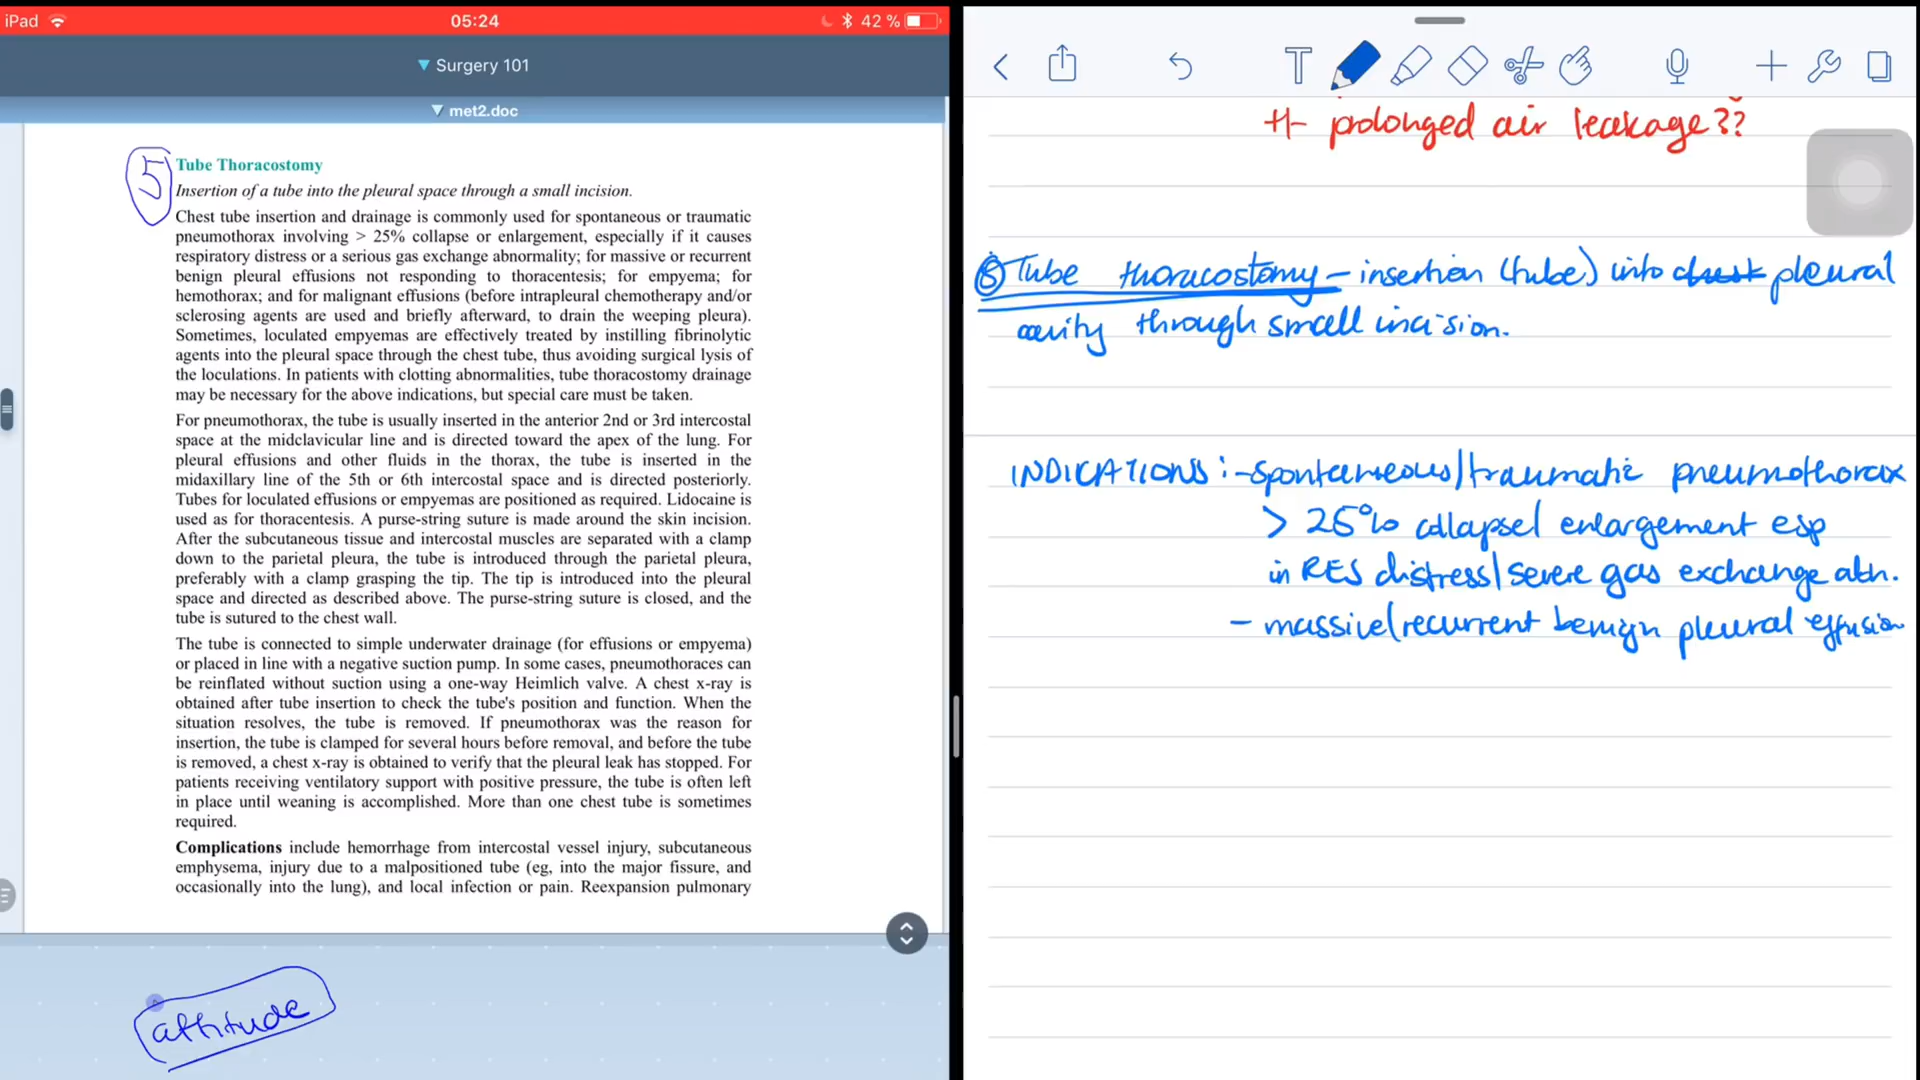 iPad
05:24
42 %
Surgery 101
met2.doc
5
Tube Thoracostomy
Insertion of a tube into the pleural space through a small incision.
Chest tube insertion and drainage is commonly used for spontaneous or traumatic
pneumothorax involving > 25% collapse or enlargement, especially if it causes
respiratory distress or a serious gas exchange abnormality; for massive or recurrent
benign pleural effusions not responding to thoracentesis; for empyema; for
hemothorax; and for malignant effusions (before intrapleural chemotherapy and/or
sclerosing agents are used and briefly afterward, to drain the weeping pleura).
Sometimes, loculated empyemas are effectively treated by instilling fibrinolytic
agents into the pleural space through the chest tube, thus avoiding surgical lysis of
the loculations. In patients with clotting abnormalities, tube thoracostomy drainage
may be necessary for the above indications, but special care must be taken.
For pneumothorax, the tube is usually inserted in the anterior 2nd or 3rd intercostal
space at the midclavicular line and is directed toward the apex of the lung. For
pleural effusions and other fluids in the thorax, the tube is inserted in the
midaxillary line of the 5th or 6th intercostal space and is directed posteriorly.
Tubes for loculated effusions or empyemas are positioned as required. Lidocaine is
used as for thoracentesis. A purse-string suture is made around the skin incision.
After the subcutaneous tissue and intercostal muscles are separated with a clamp
down to the parietal pleura, the tube is introduced through the parietal pleura,
preferably with a clamp grasping the tip. The tip is introduced into the pleural
space and directed as described above. The purse-string suture is closed, and the
tube is sutured to the chest wall.
The tube is connected to simple underwater drainage (for effusions or empyema)
or placed in line with a negative suction pump. In some cases, pneumothoraces can
be reinflated without suction using a one-way Heimlich valve. A chest x-ray is
obtained after tube insertion to check the tube's position and function. When the
situation resolves, the tube is removed. If pneumothorax was the reason for
insertion, the tube is clamped for several hours before removal, and before the tube
is removed, a chest x-ray is obtained to verify that the pleural leak has stopped. For
patients receiving ventilatory support with positive pressure, the tube is often left
in place until weaning is accomplished. More than one chest tube is sometimes
required.
Complications include hemorrhage from intercostal vessel injury, subcutaneous
emphysema, injury due to a malpositioned tube (eg, into the major fissure, and
occasionally into the lung), and local infection or pain. Reexpansion pulmonary
attitude
+/- prolonged air leakage??
Tube thoracostomy - insertion (tube) into chest pleural
cavity through small incision.
INDICATIONS: -spontaneous/traumatic pneumothorax
> 25% collapse/ enlargement esp
in RES distress/severe gas exchange abn.
- massive/recurrent benign pleural effusion